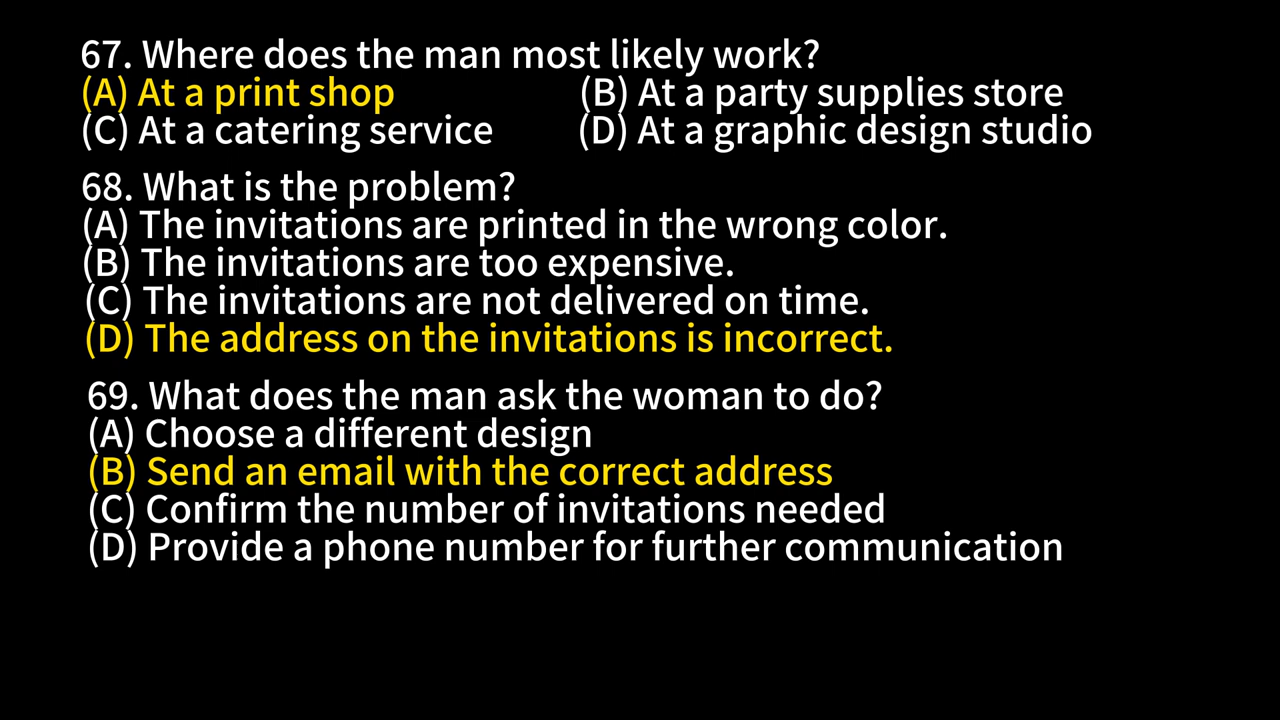 67. Where does the man most likely work?
(A) At a print shop (B) At a party supplies store
(C) At a catering service (D) At a graphic design studio
68. What is the problem?
(A) The invitations are printed in the wrong color.
(B) The invitations are too expensive.
(C) The invitations are not delivered on time.
(D) The address on the invitations is incorrect.
69. What does the man ask the woman to do?
(A) Choose a different design
(B) Send an email with the correct address
(C) Confirm the number of invitations needed
(D) Provide a phone number for further communication